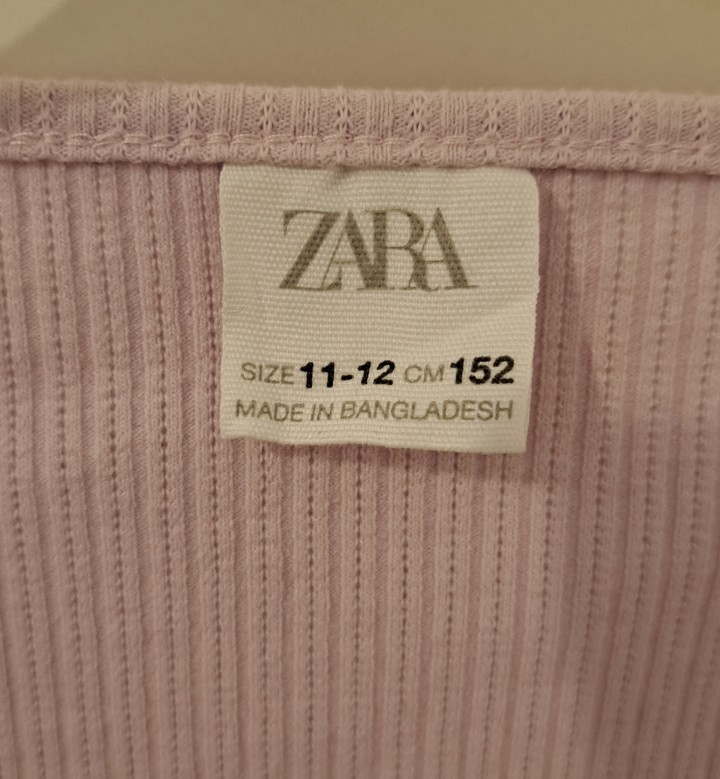 ZARA
SIZE 11-12 CM 152
MADE IN BANGLADESH